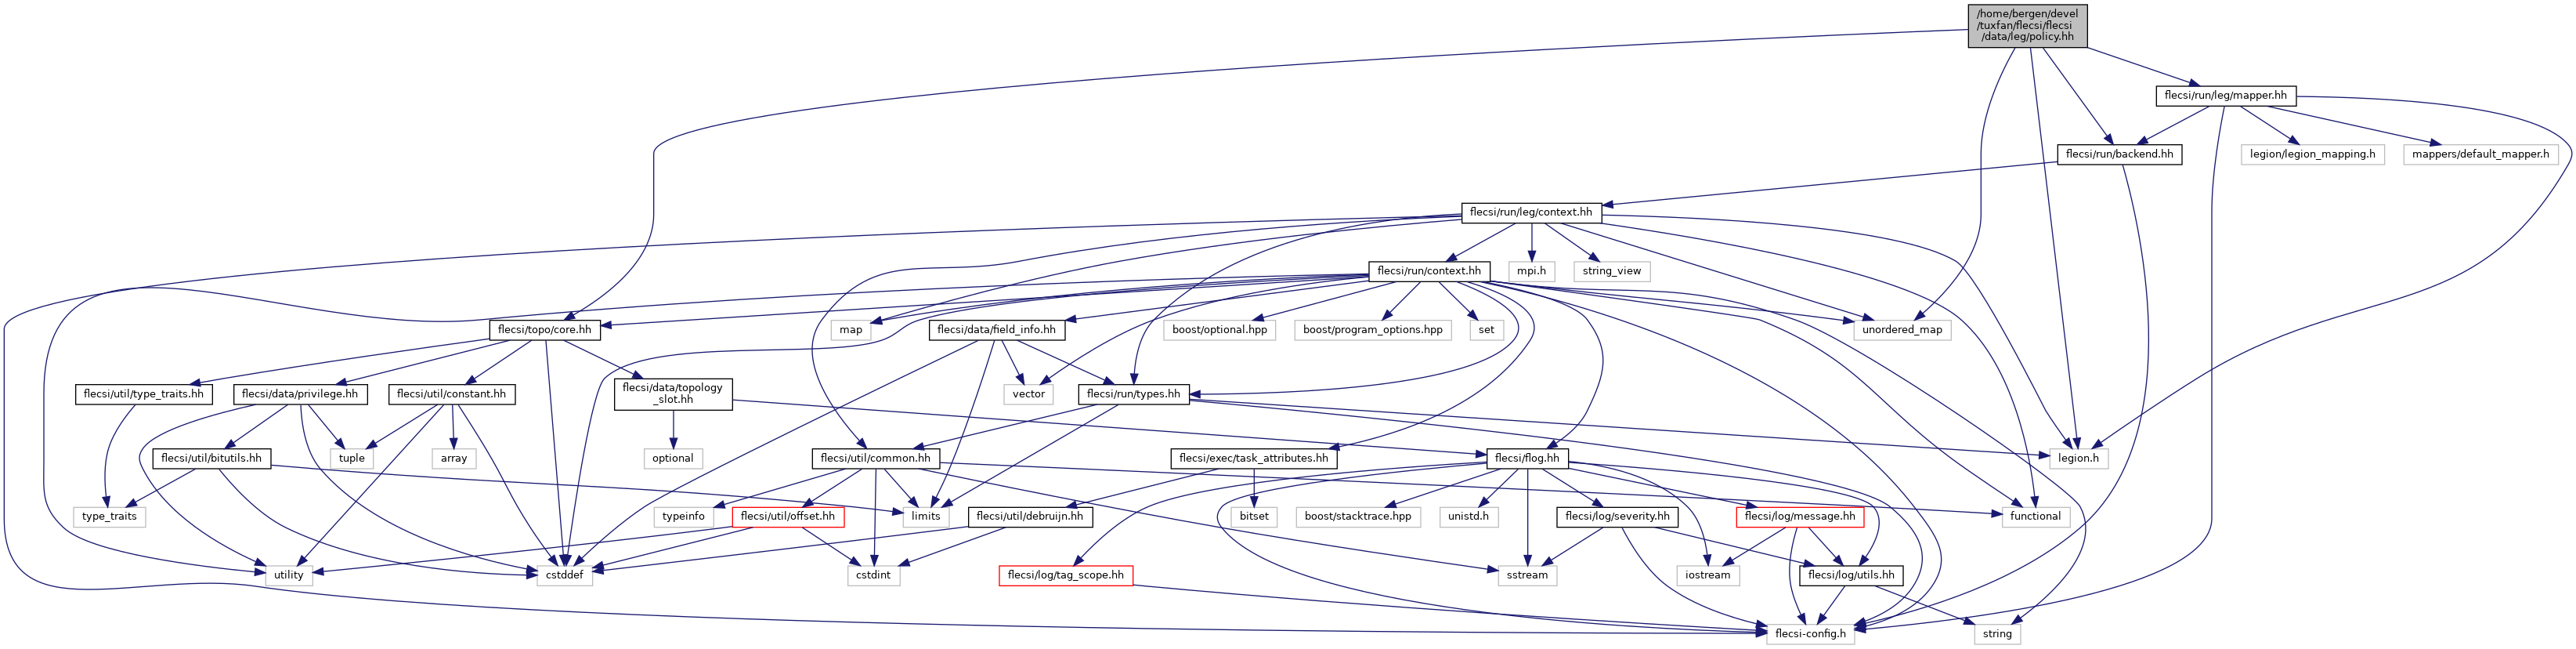 /home/bergen/devel
/tuxfan/flecsi/flecsi
/data/leg/policy.hh
flecsi/run/leg/mapper.hh
flecsi/run/backend.hh
legion/legion_mapping.h
mappers/default_mapper.h
flecsi/run/leg/context.hh
flecsi/run/context.hh
mpi.h
string_view
flecsi/topo/core.hh
map
flecsi/data/field_info.hh
boost/optional.hpp
boost/program_options.hpp
set
unordered_map
flecsi/util/type_traits.hh
flecsi/data/privilege.hh
flecsi/util/constant.hh
flecsi/data/topology
_slot.hh
vector
flecsi/run/types.hh
flecsi/util/bitutils.hh
tuple
array
optional
flecsi/util/common.hh
flecsi/exec/task_attributes.hh
flecsi/flog.hh
legion.h
type_traits
typeinfo
flecsi/util/offset.hh
limits
flecsi/util/debruijn.hh
bitset
boost/stacktrace.hpp
unistd.h
flecsi/log/severity.hh
flecsi/log/message.hh
functional
utility
cstddef
cstdint
flecsi/log/tag_scope.hh
sstream
iostream
flecsi/log/utils.hh
flecsi-config.h
string